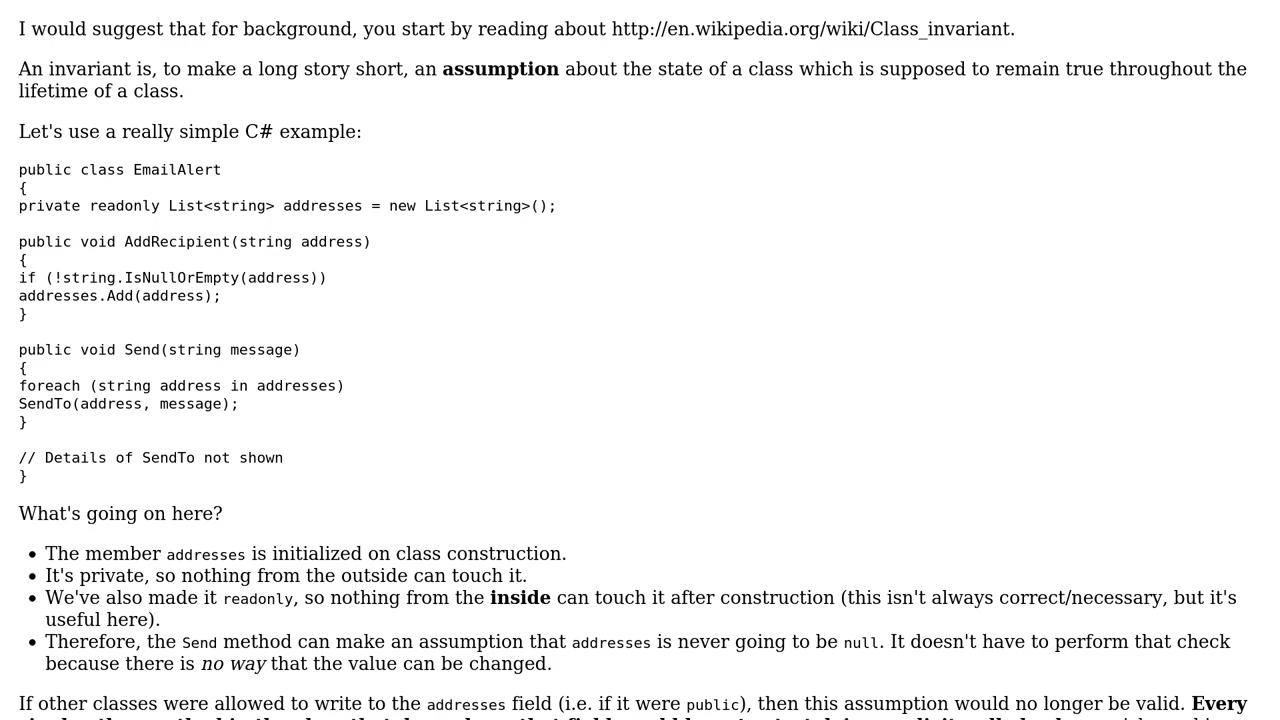 I would suggest that for background, you start by reading about http://en.wikipedia.org/wiki/Class_invariant.
An invariant is, to make a long story short, an assumption about the state of a class which is supposed to remain true throughout the
lifetime of a class.
Let's use a really simple C# example:
public class EmailAlert
{
private readonly List<string> addresses = new List<string>();
public void AddRecipient(string address)
{
if (!string.IsNullOrEmpty(address))
addresses.Add(address);
}
public void Send(string message)
{
foreach (string address in addresses)
SendTo(address, message);
}
// Details of SendTo not shown
}
What's going on here?
• The member addresses is initialized on class construction.
• It's private, so nothing from the outside can touch it.
• We've also made it readonly, so nothing from the inside can touch it after construction (this isn't always correct/necessary, but it's
useful here).
• Therefore, the Send method can make an assumption that addresses is never going to be null. It doesn't have to perform that check
because there is no way that the value can be changed.
If other classes were allowed to write to the addresses field (i.e. if it were public), then this assumption would no longer be valid. Every